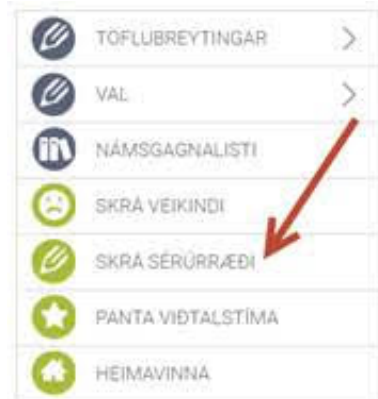 TÖFLUBREYTINGAR
VAL
NÁMSGAGNALISTI
SKRÁ VEIKINDI
SKRÁ SÉRÚRRÆÐI
PANTA VIÐTALSTÍMA
HEIMAVINNA